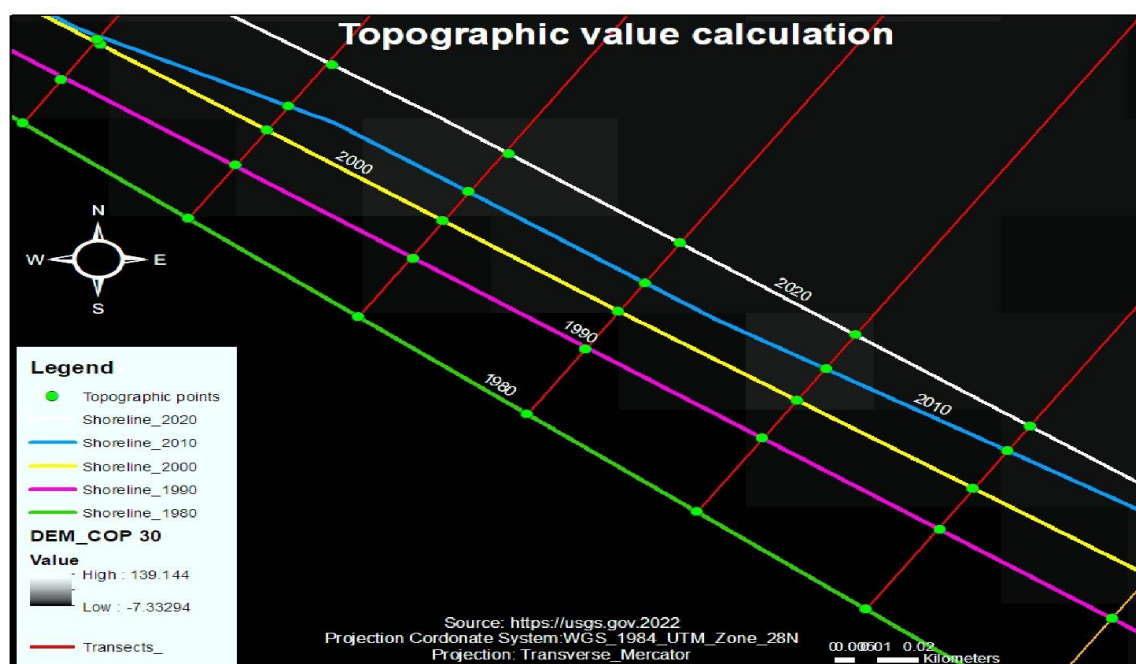 Topographic value calculation
2000
N
W E
S
2020
1990
1980
2010
Legend
Topographic points
Shoreline_2020
Shoreline_2010
Shoreline_2000
Shoreline_1990
Shoreline_1980
DEM_COP 30
Value
High : 139.144
Low : -7.33294
Transects_
Source: https://usgs.gov.2022
Projection Cordonate System:WGS_1984_UTM_Zone_28N
Projection: Transverse_Mercator
0.02
Kilometers